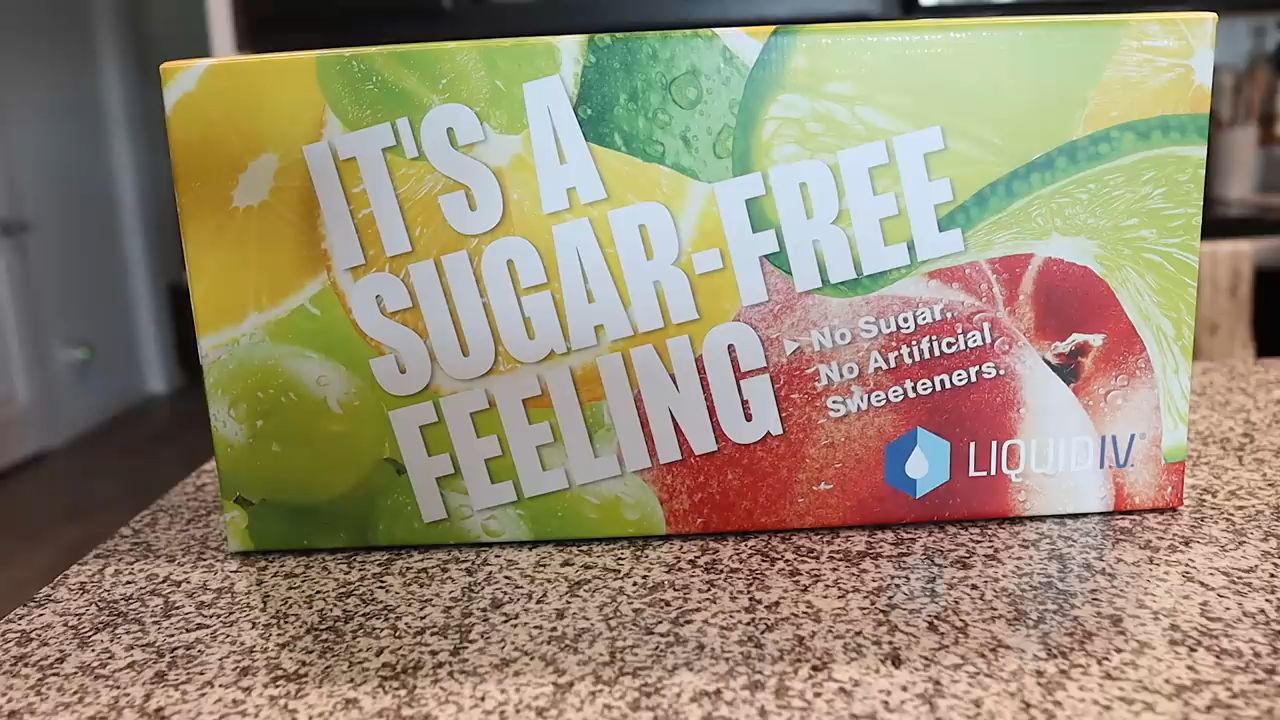 IT'S A
SUGAR-FREE
FEELING
No Sugar.
No Artificial
Sweeteners.
LIQUID I.V.®